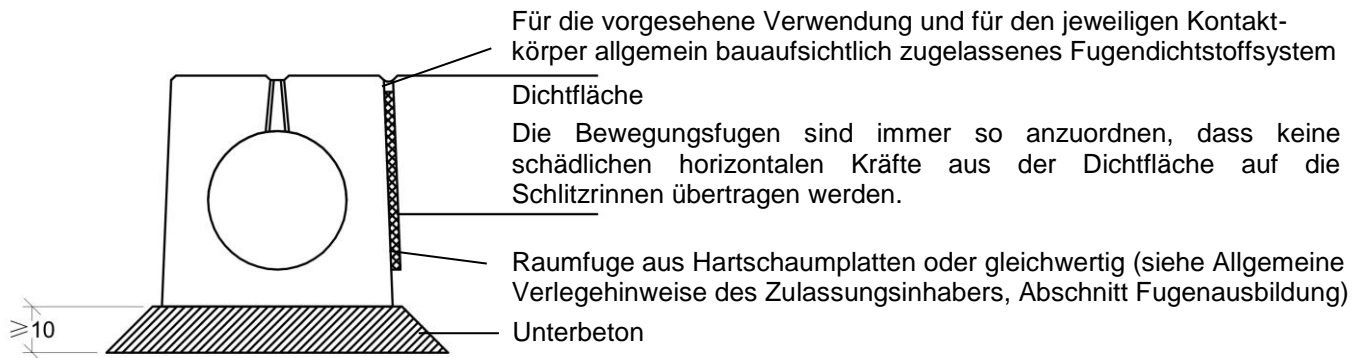 Für die vorgesehene Verwendung und für den jeweiligen Kontakt-
körper allgemein bauaufsichtlich zugelassenes Fugendichtstoffsystem
Dichtfläche
Die Bewegungsfugen sind immer so anzuordnen, dass keine
schädlichen horizontalen Kräfte aus der Dichtfläche auf die
Schlitzrinnen übertragen werden.
Raumfuge aus Hartschaumplatten oder gleichwertig (siehe Allgemeine
Verlegehinweise des Zulassungsinhabers, Abschnitt Fugenausbildung)
⩾10
Unterbeton